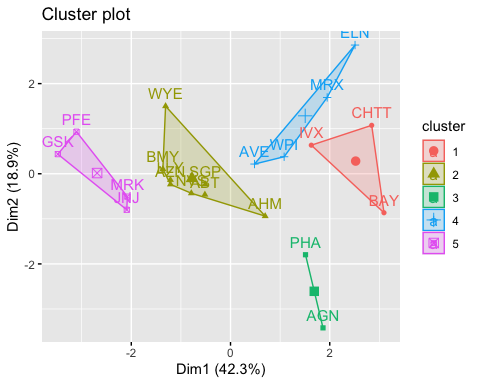 Cluster plot
ELN
MRX
WYE
CHTT
PFE
IVX
GSK
WPI
AVE
BMY
SGP
MRK
JNJ
ABT
BAY
AHM
PHA
AGN
2
0
-2
-2
0
2
Dim1 (42.3%)
Dim2 (18.9%)
cluster
1
2
3
4
5